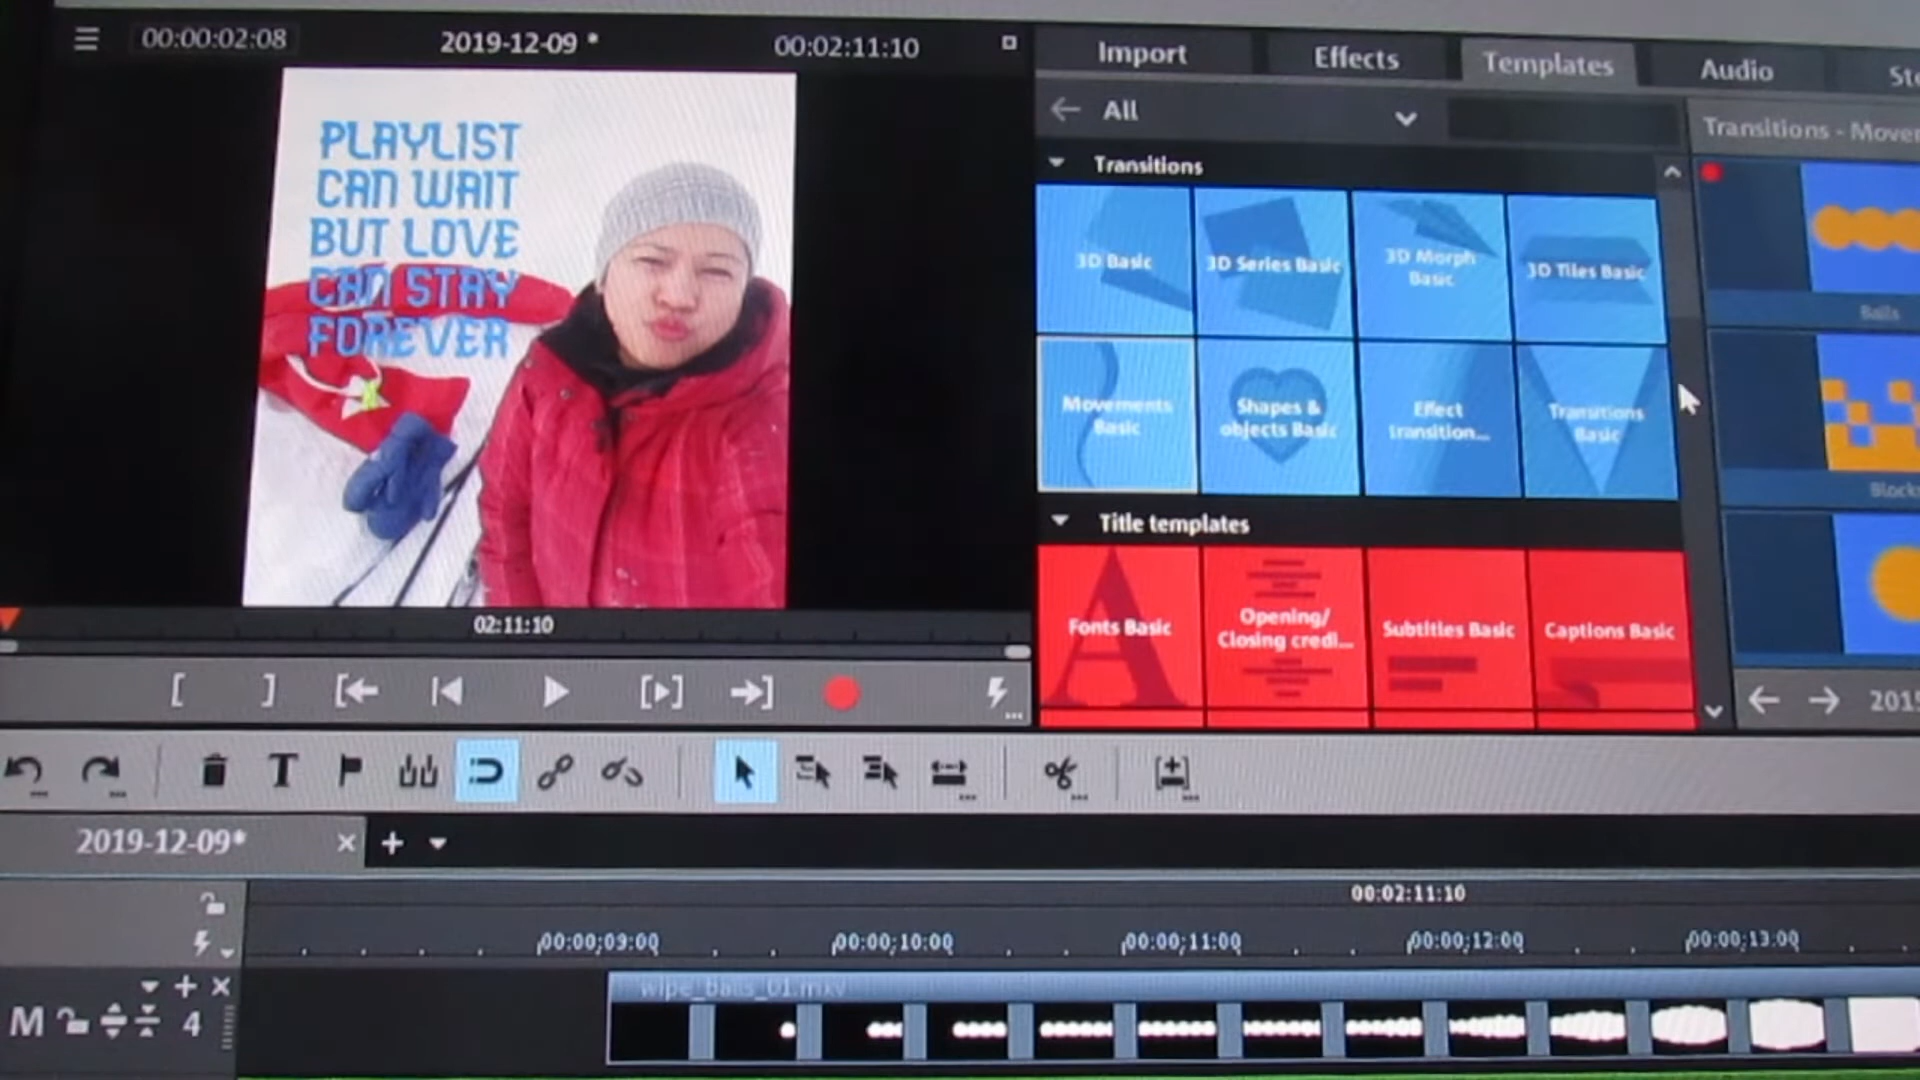 00:00:02:08
2019-12-09 *
00:02:11:10
PLAYLIST
CAN WAIT
BUT LOVE
CAN STAY
FOREVER
02:11:10
Import
Effects
Templates
Audio
All
Transitions
3D Basic
3D Series Basic
3D Morph
Basic
3D Tiles Basic
Movements
Basic
Shapes &
objects Basic
Effect
transition...
Transitions
Basic
Title templates
Fonts Basic
Opening/
Closing credi...
Subtitles Basic
Captions Basic
Transitions - Mover
Balls
Block
2015
T
2019-12-09*
00:02:11:10
00:00:09:00
00:00:10:00
00:00:11:00
00:00:12:00
00:00:13:00
M
4
wipe_balls_01.mxv